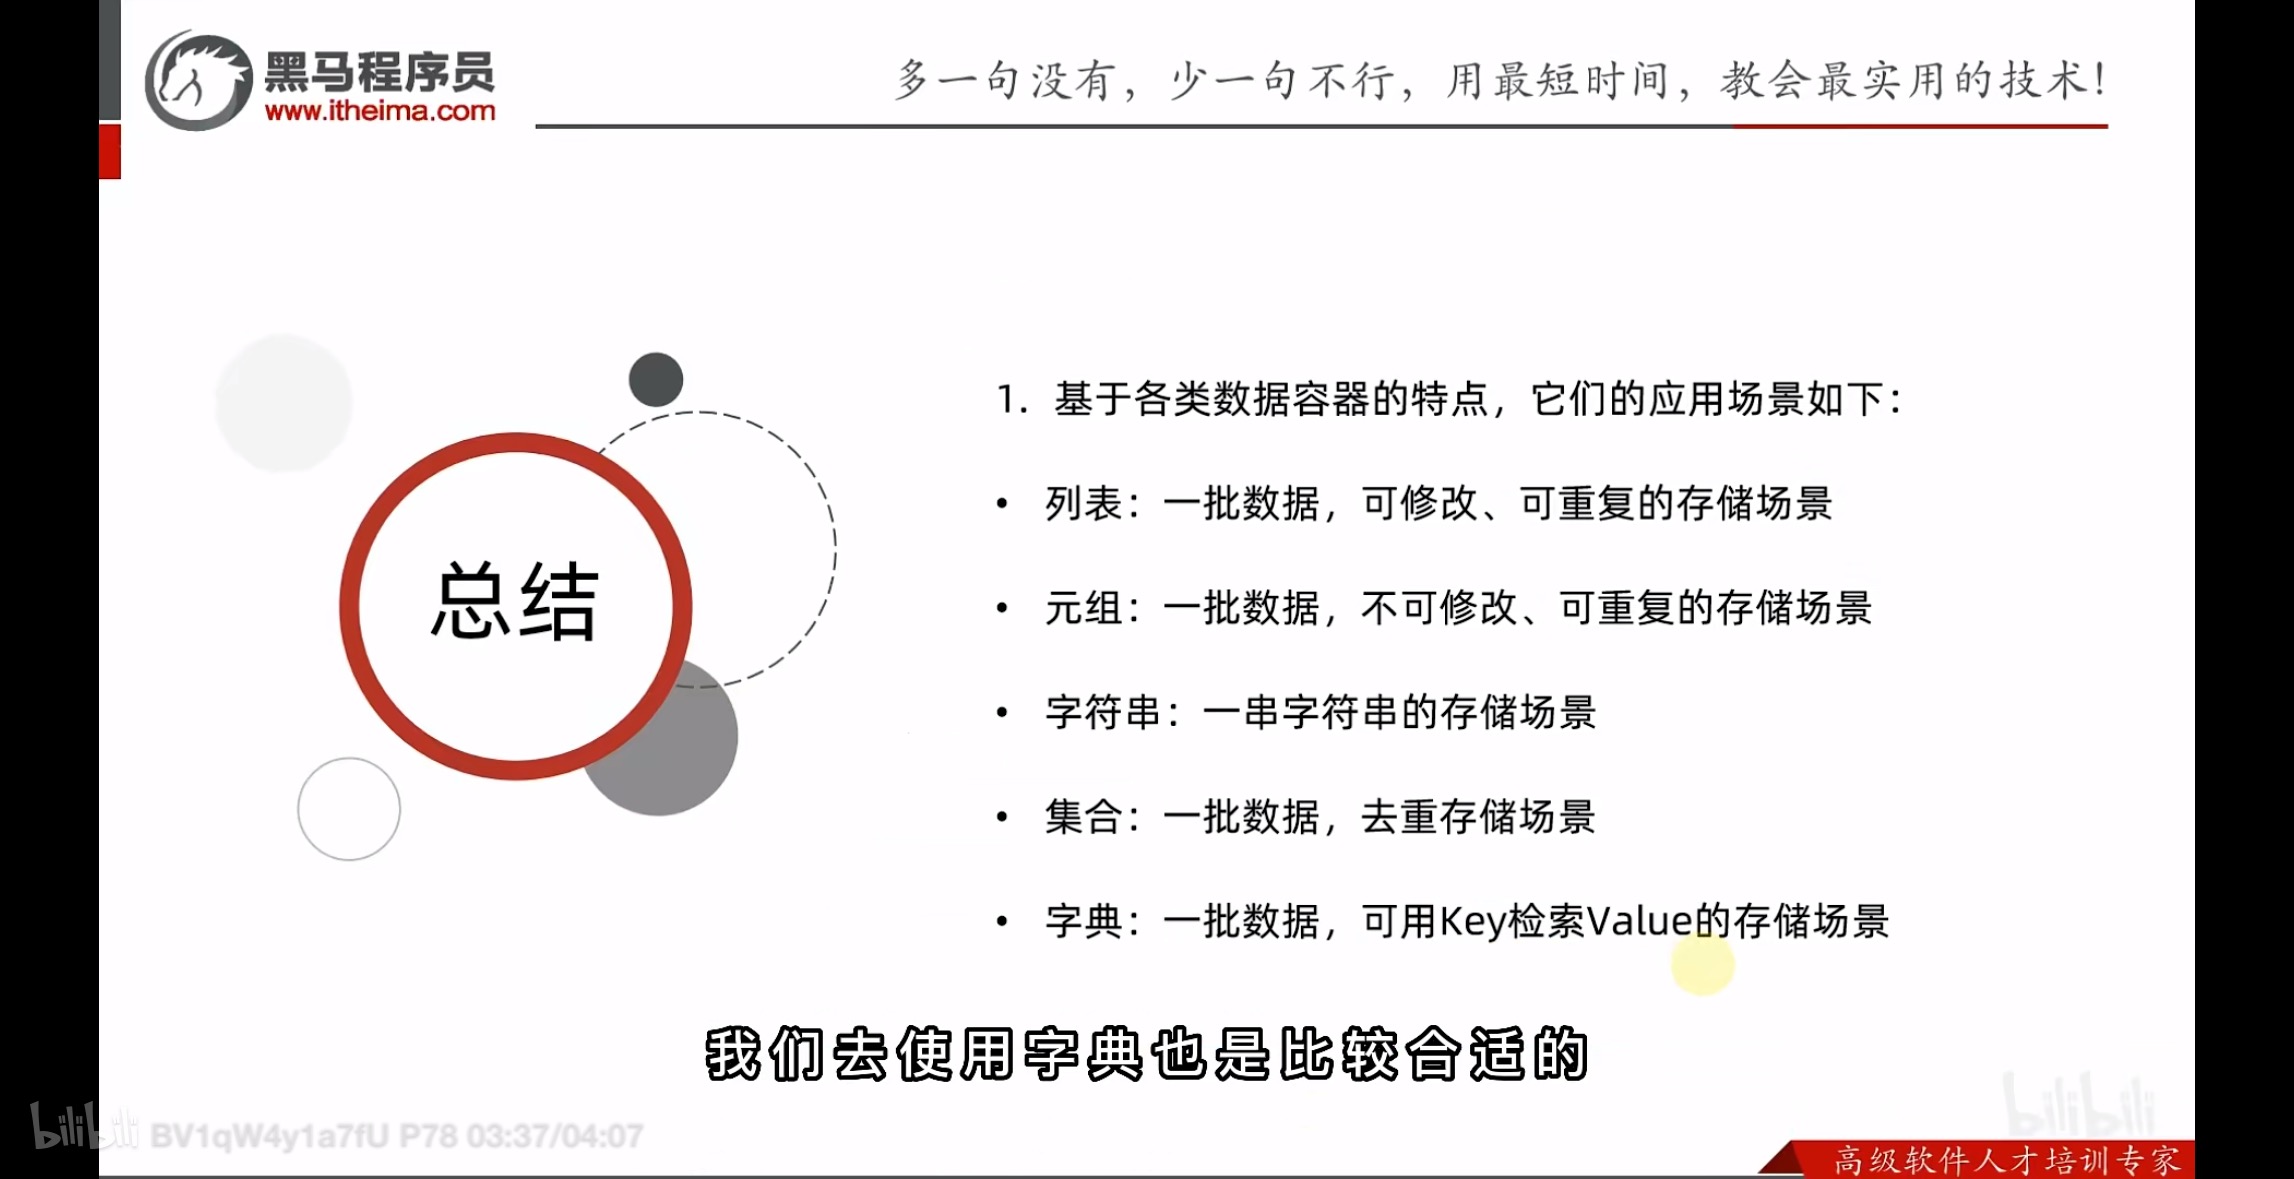 黑马程序员
www.itheima.com
多一句没有，少一句不行，用最短时间，教会最实用的技术！
总结
1. 基于各类数据容器的特点，它们的应用场景如下：
• 列表：一批数据，可修改、可重复的存储场景
• 元组：一批数据，不可修改、可重复的存储场景
• 字符串：一串字符串的存储场景
• 集合：一批数据，去重存储场景
• 字典：一批数据，可用Key检索Value的存储场景
我们去使用字典也是比较合适的
bilibili BV1qW4y1a7fU P78 03:37/04:07
bilibili
高级软件人才培训专家